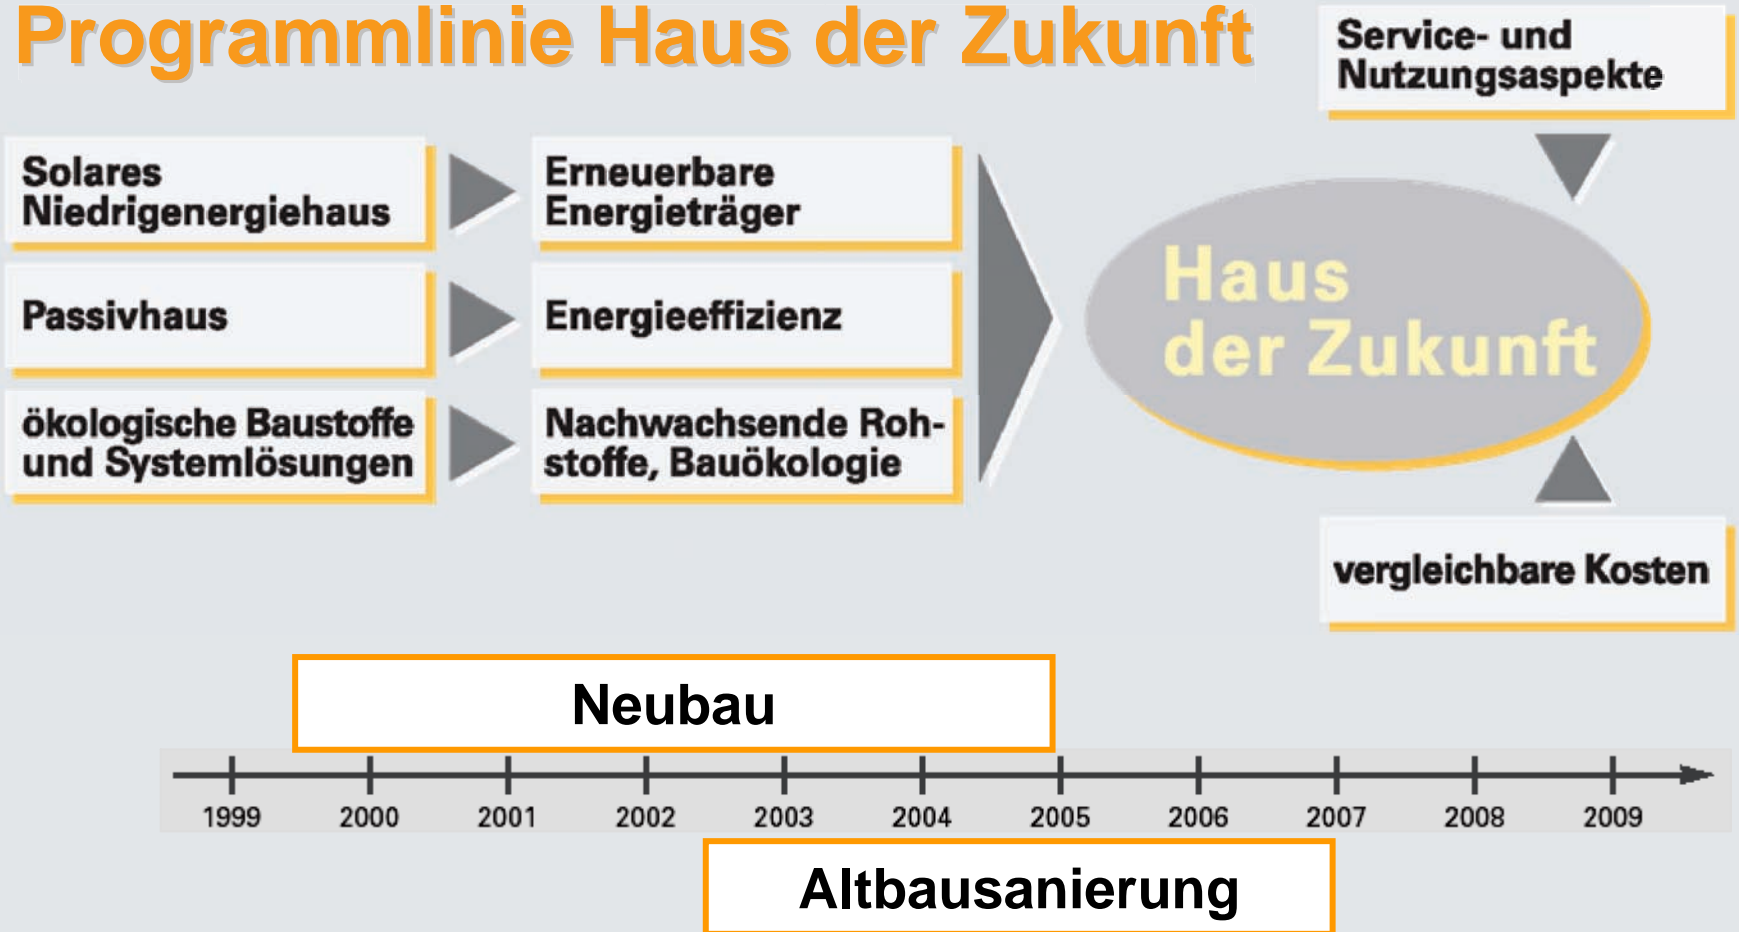 Programmlinie Haus der Zukunft
Service- und
Nutzungsaspekte
Solares
Niedrigenergiehaus
Erneuerbare
Energieträger
Passivhaus
Energieeffizienz
ökologische Baustoffe
und Systemlösungen
Nachwachsende Roh-
stoffe, Bauökologie
Haus
der Zukunft
vergleichbare Kosten
Neubau
1999 2000 2001 2002 2003 2004 2005 2006 2007 2008 2009
Altbausanierung